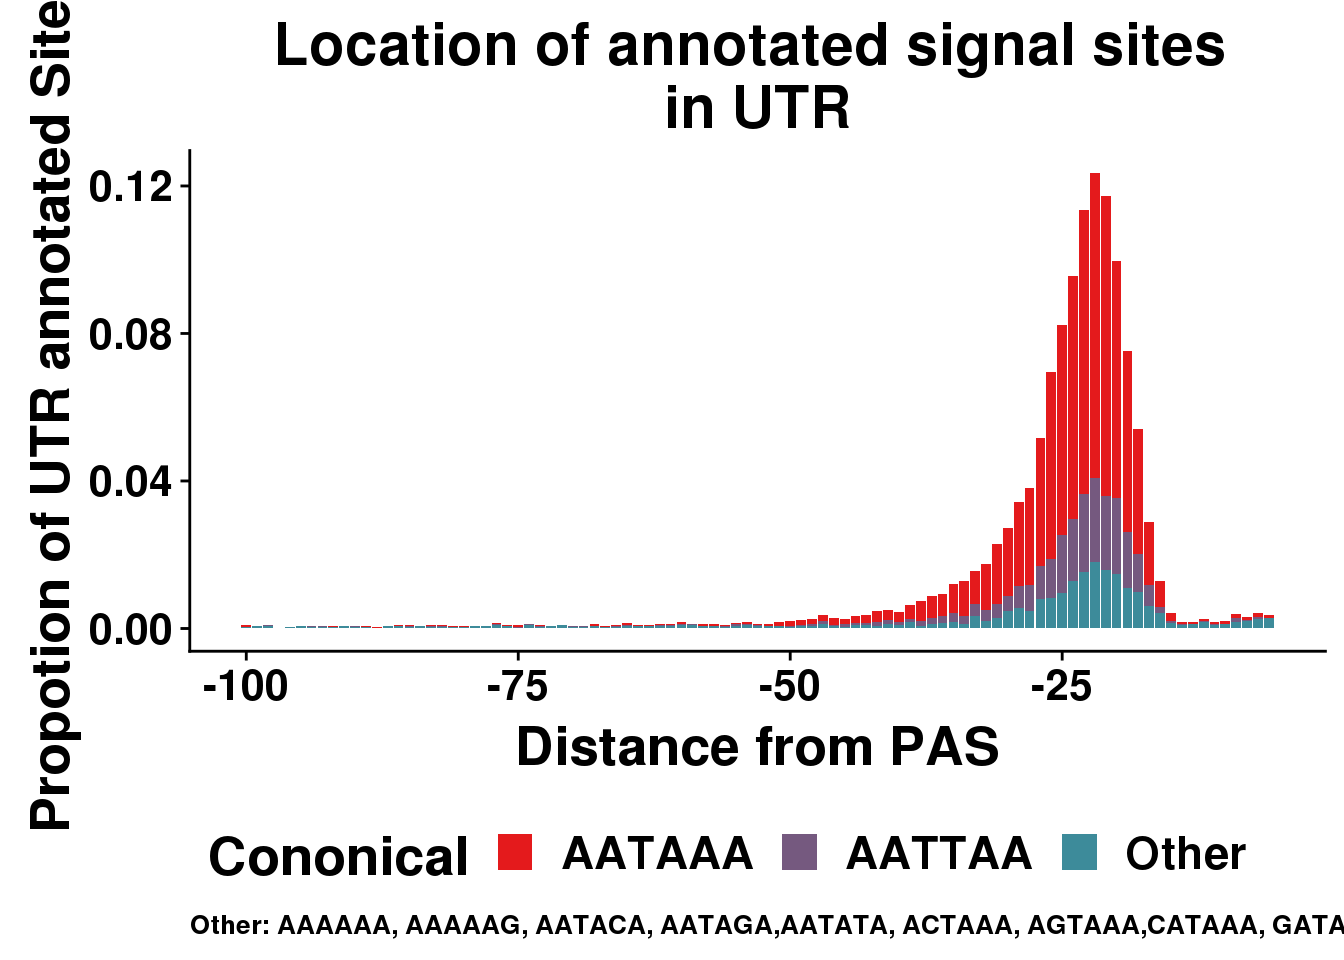 Location of annotated signal sites
in UTR
Propotion of UTR annotated Site
0.12
0.08
0.04
0.00
-100 -75 -50 -25
Distance from PAS
Cononical AATAAA AATTAA Other
Other: AAAAAA, AAAAAG, AATACA, AATAGA,AATATA, ACTAAA, AGTAAA,CATAAA, GATA